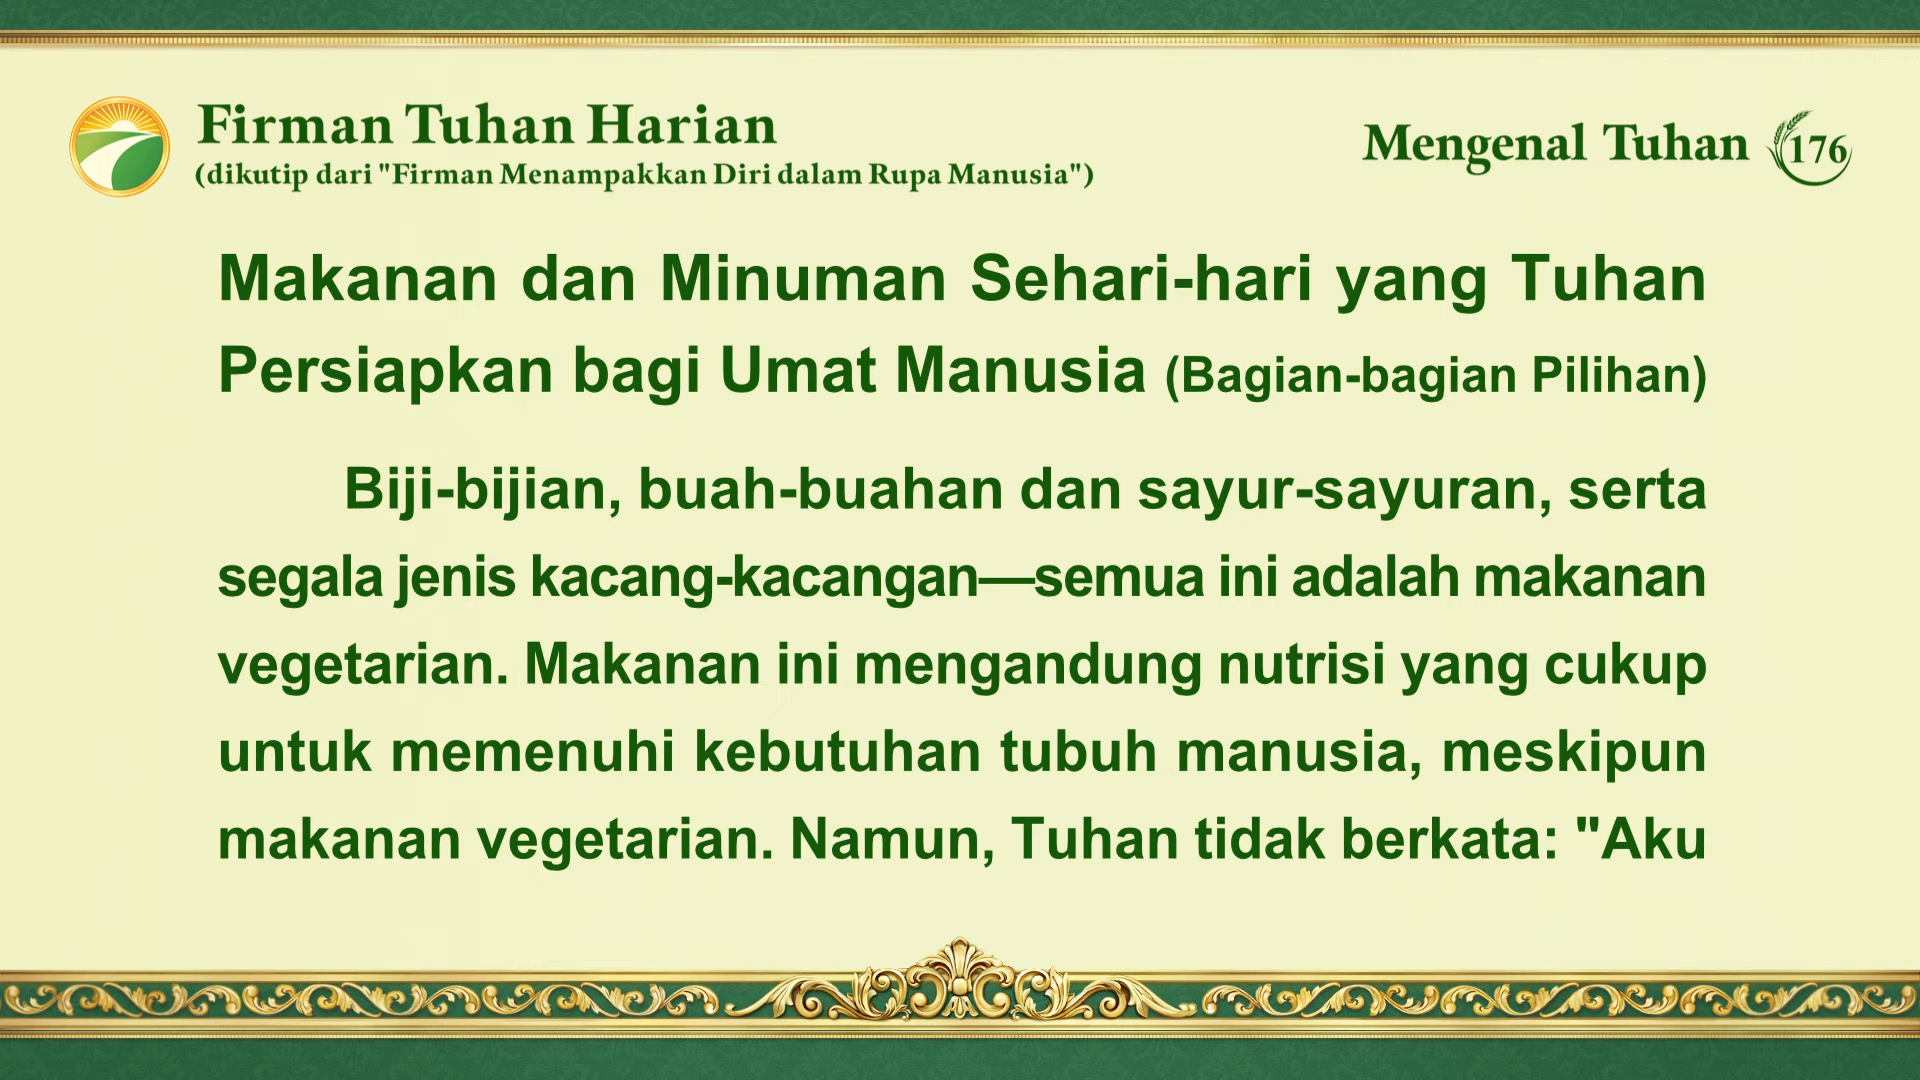 Firman Tuhan Harian
(dikutip dari "Firman Menampakkan Diri dalam Rupa Manusia")
Mengenal Tuhan 176
Makanan dan Minuman Sehari-hari yang Tuhan
Persiapkan bagi Umat Manusia (Bagian-bagian Pilihan)
Biji-bijian, buah-buahan dan sayur-sayuran, serta
segala jenis kacang-kacangan—semua ini adalah makanan
vegetarian. Makanan ini mengandung nutrisi yang cukup
untuk memenuhi kebutuhan tubuh manusia, meskipun
makanan vegetarian. Namun, Tuhan tidak berkata: "Aku